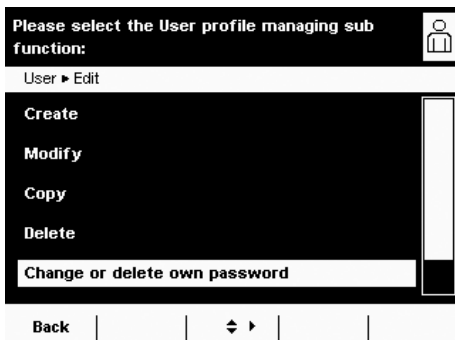 Please select the User profile managing sub
function:
User ▸ Edit
Create
Modify
Copy
Delete
Change or delete own password
Back